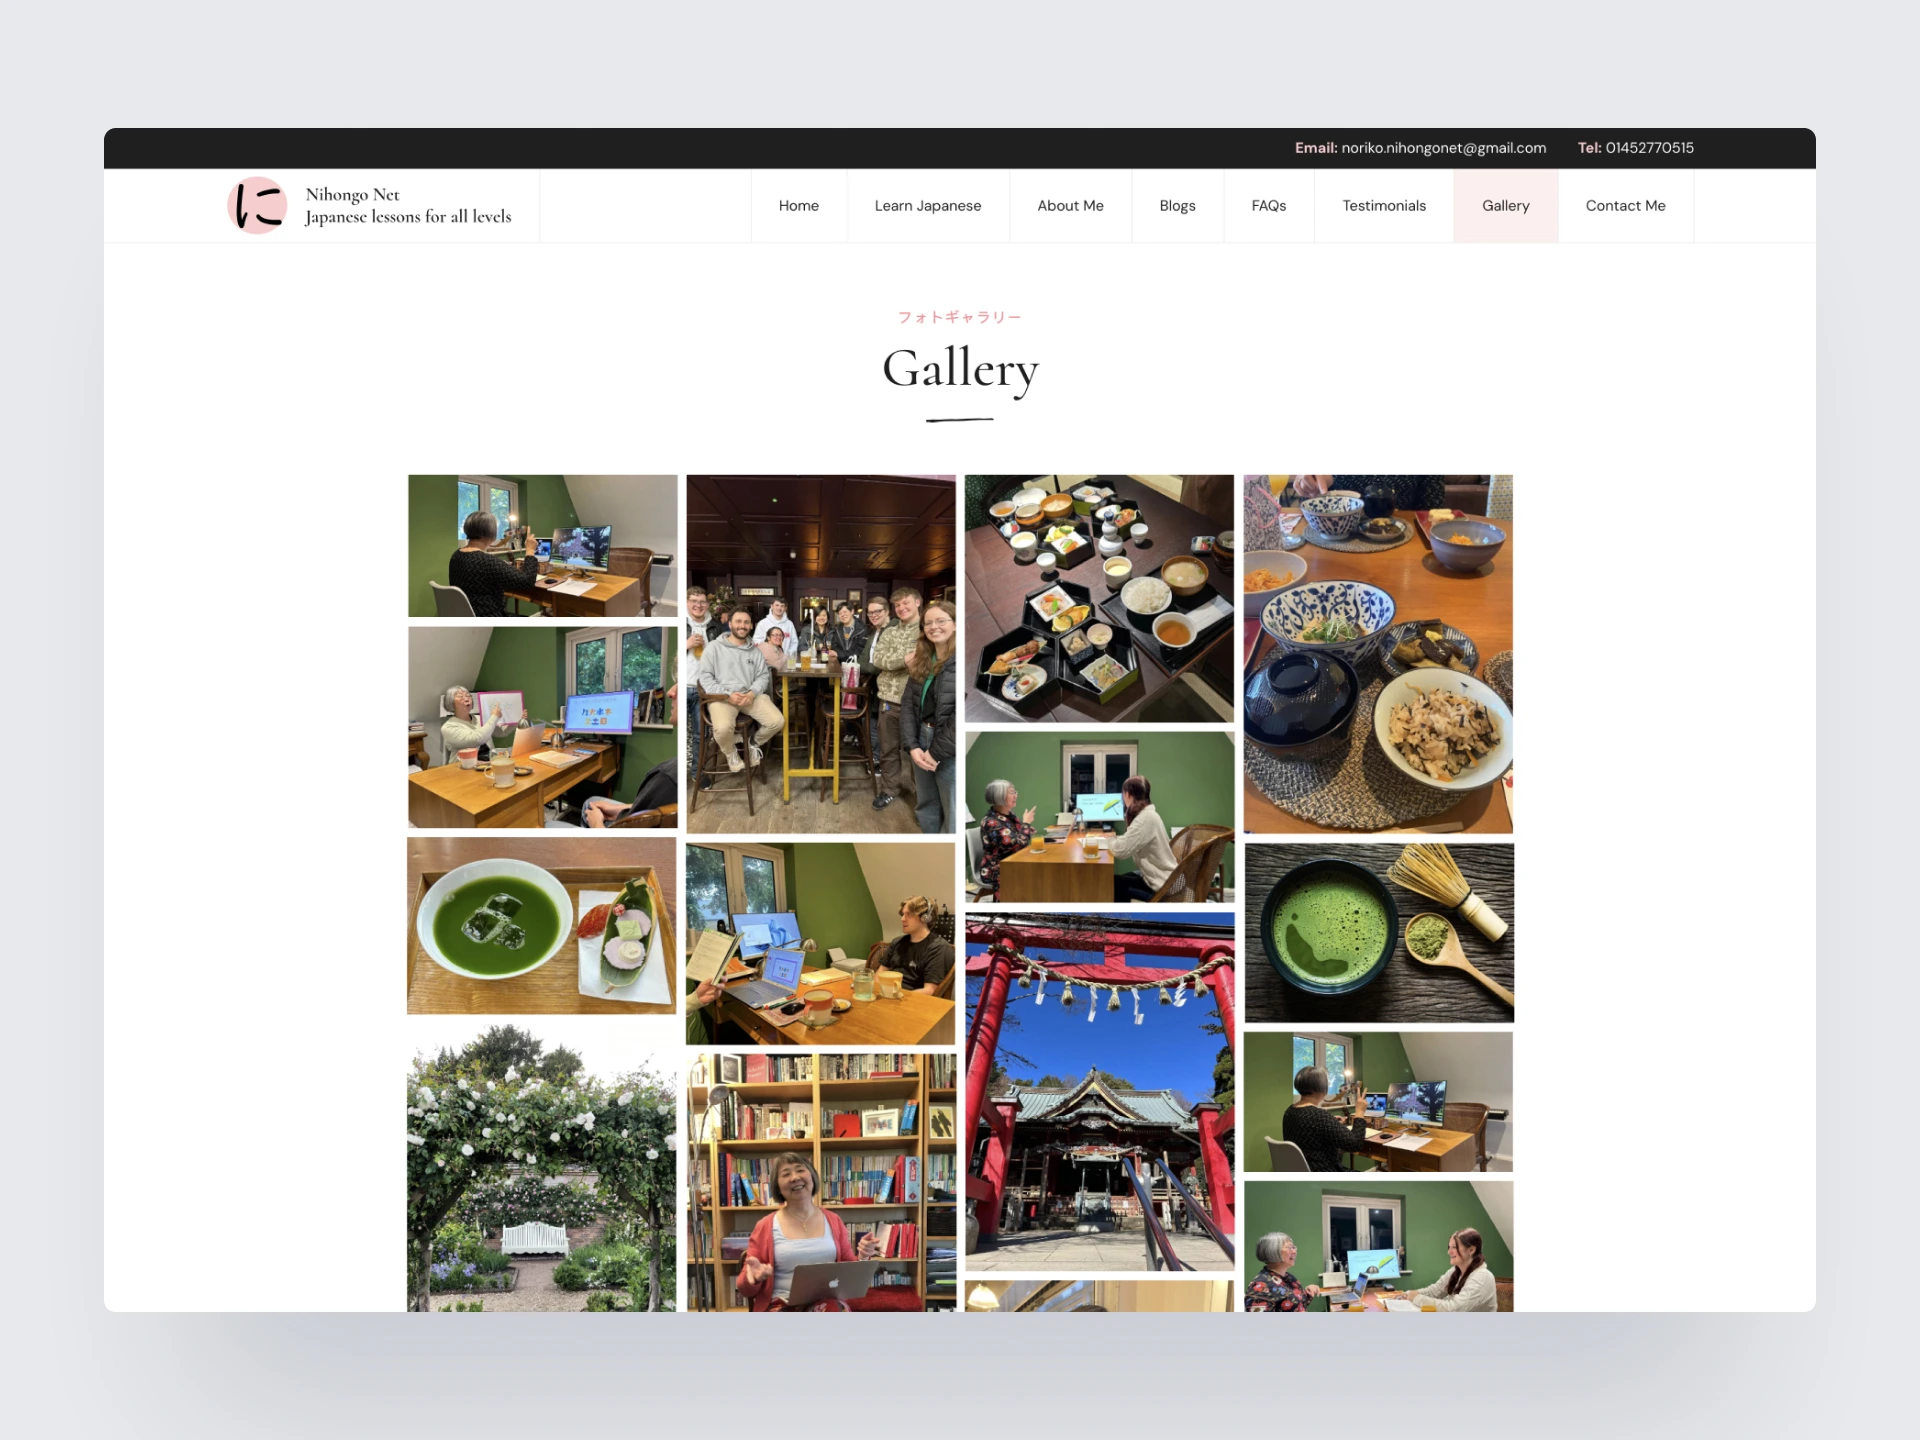 Email: noriko.nihongonet@gmail.com Tel: 01452770515
に
Nihongo Net
Japanese lessons for all levels
Home Learn Japanese About Me Blogs FAQs Testimonials Gallery Contact Me
フォトギャラリー
Gallery